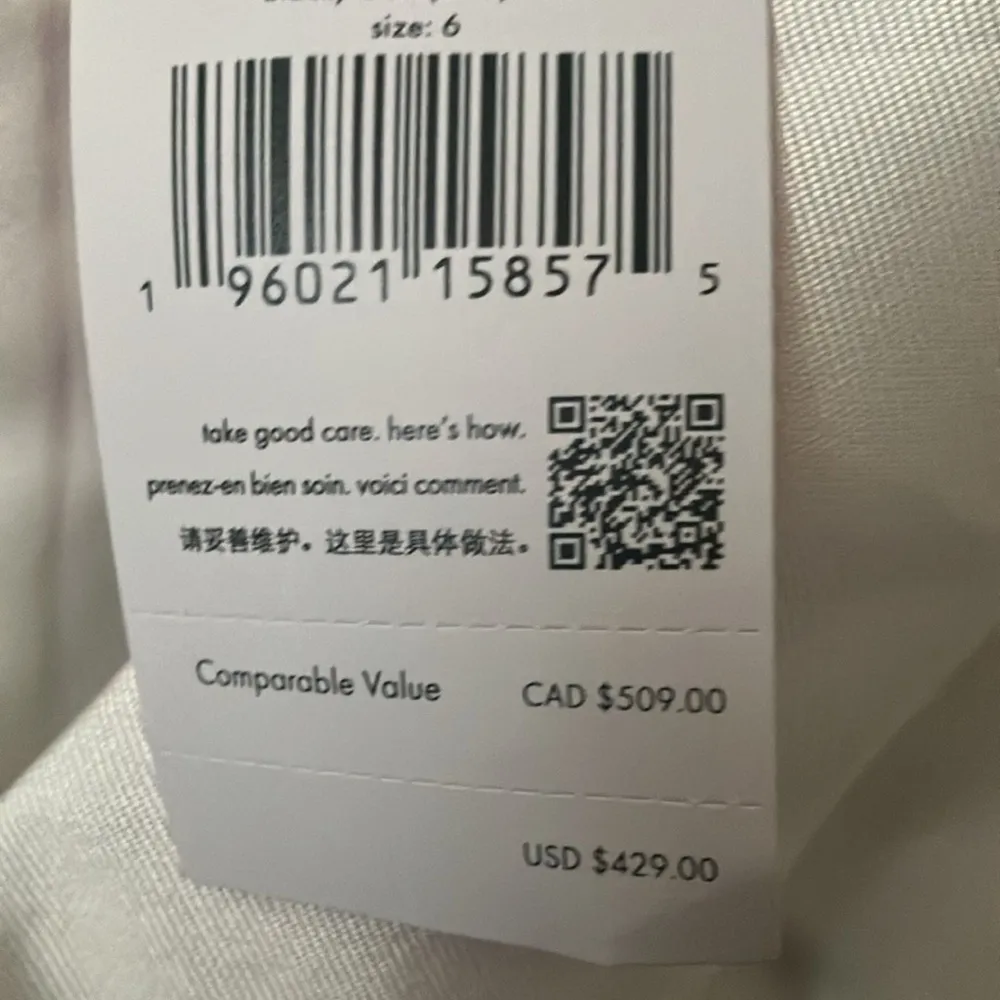 size: 6
1 96021 15857 5
take good care. here's how.
prenez-en bien soin. voici comment.
请妥善维护。这里是具体做法。
Comparable Value CAD $509.00
USD $429.00